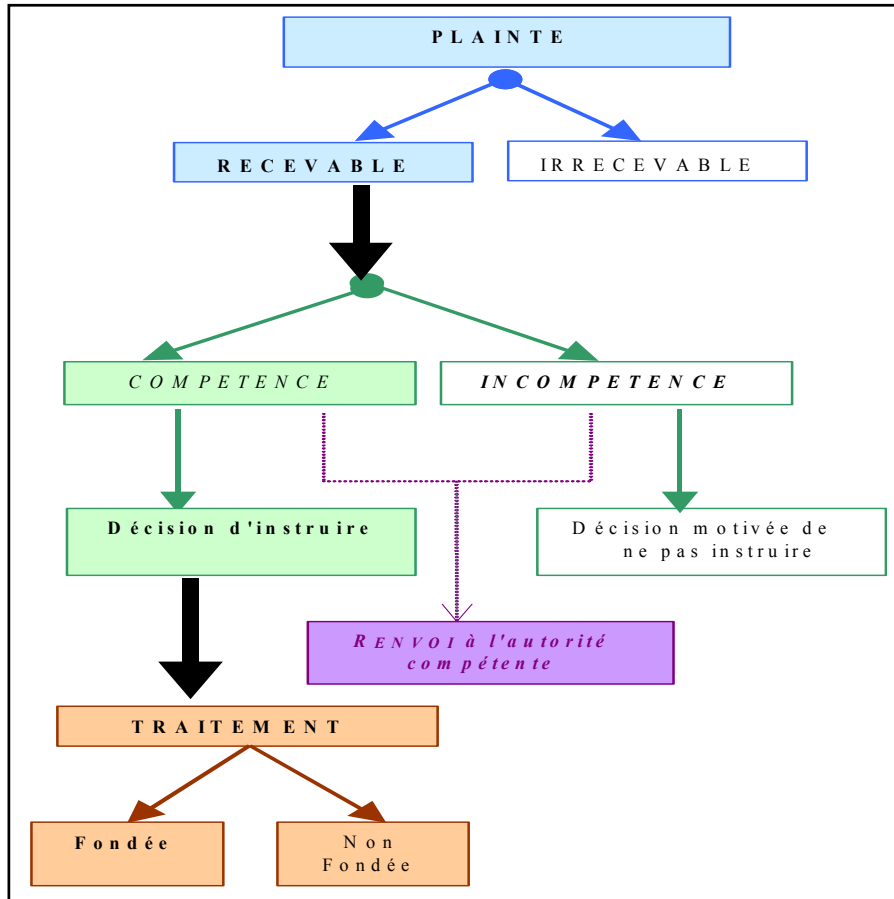 PLAINTE
RECEVABLE
IRRECEVABLE
COMPETENCE
INCOMPETENCE
Décision d'instruire
Décision motivée de
ne pas instruire
RENVOI à l'autorité
compétente
TRAITEMENT
Fondée
Non
Fondée